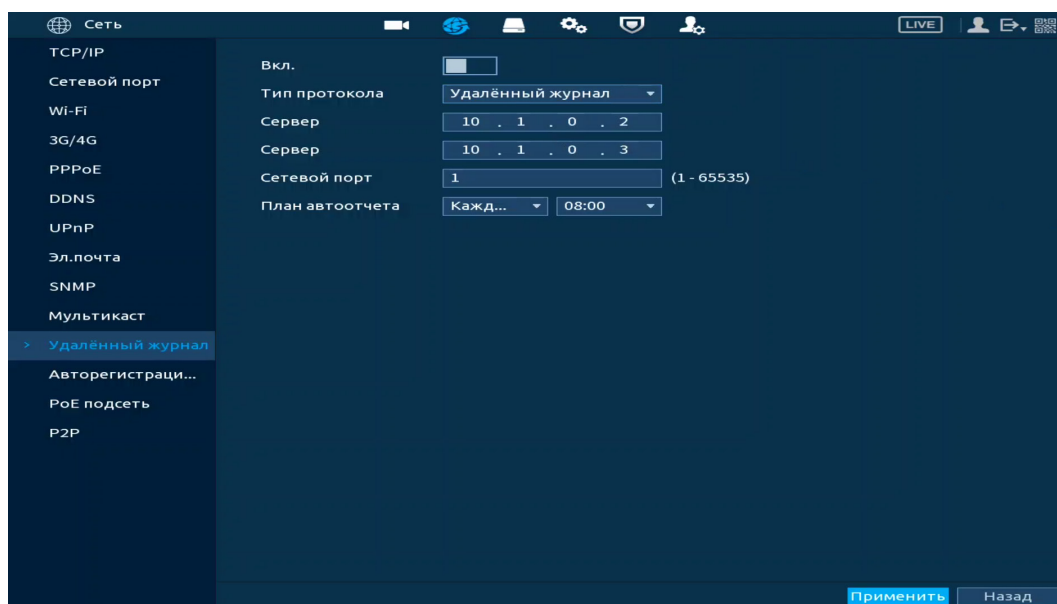 Сеть
LIVE
TCP/IP
Сетевой порт
Wi-Fi
3G/4G
PPPoE
DDNS
UPnP
Эл.почта
SNMP
Мультикаст
> Удалённый журнал
Авторегистраци...
PoE подсеть
P2P
Вкл.
Тип протокола Удалённый журнал
Сервер 10 . 1 . 0 . 2
Сервер 10 . 1 . 0 . 3
Сетевой порт 1 (1 - 65535)
План автоотчета Кажд... 08:00
Применить Назад